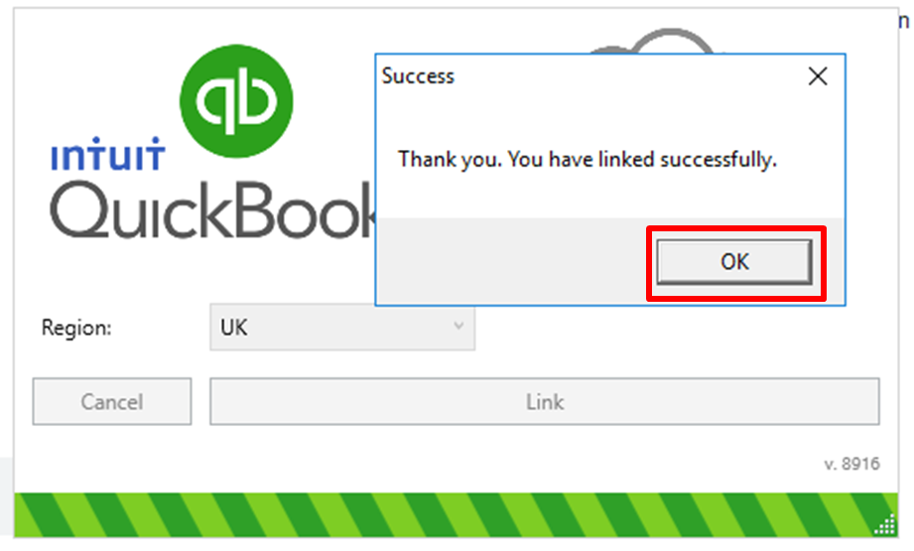 n
qb
Success
Thank you. You have linked successfully.
OK
intuit
QuickBook
Region:
UK
Cancel
Link
v. 8916